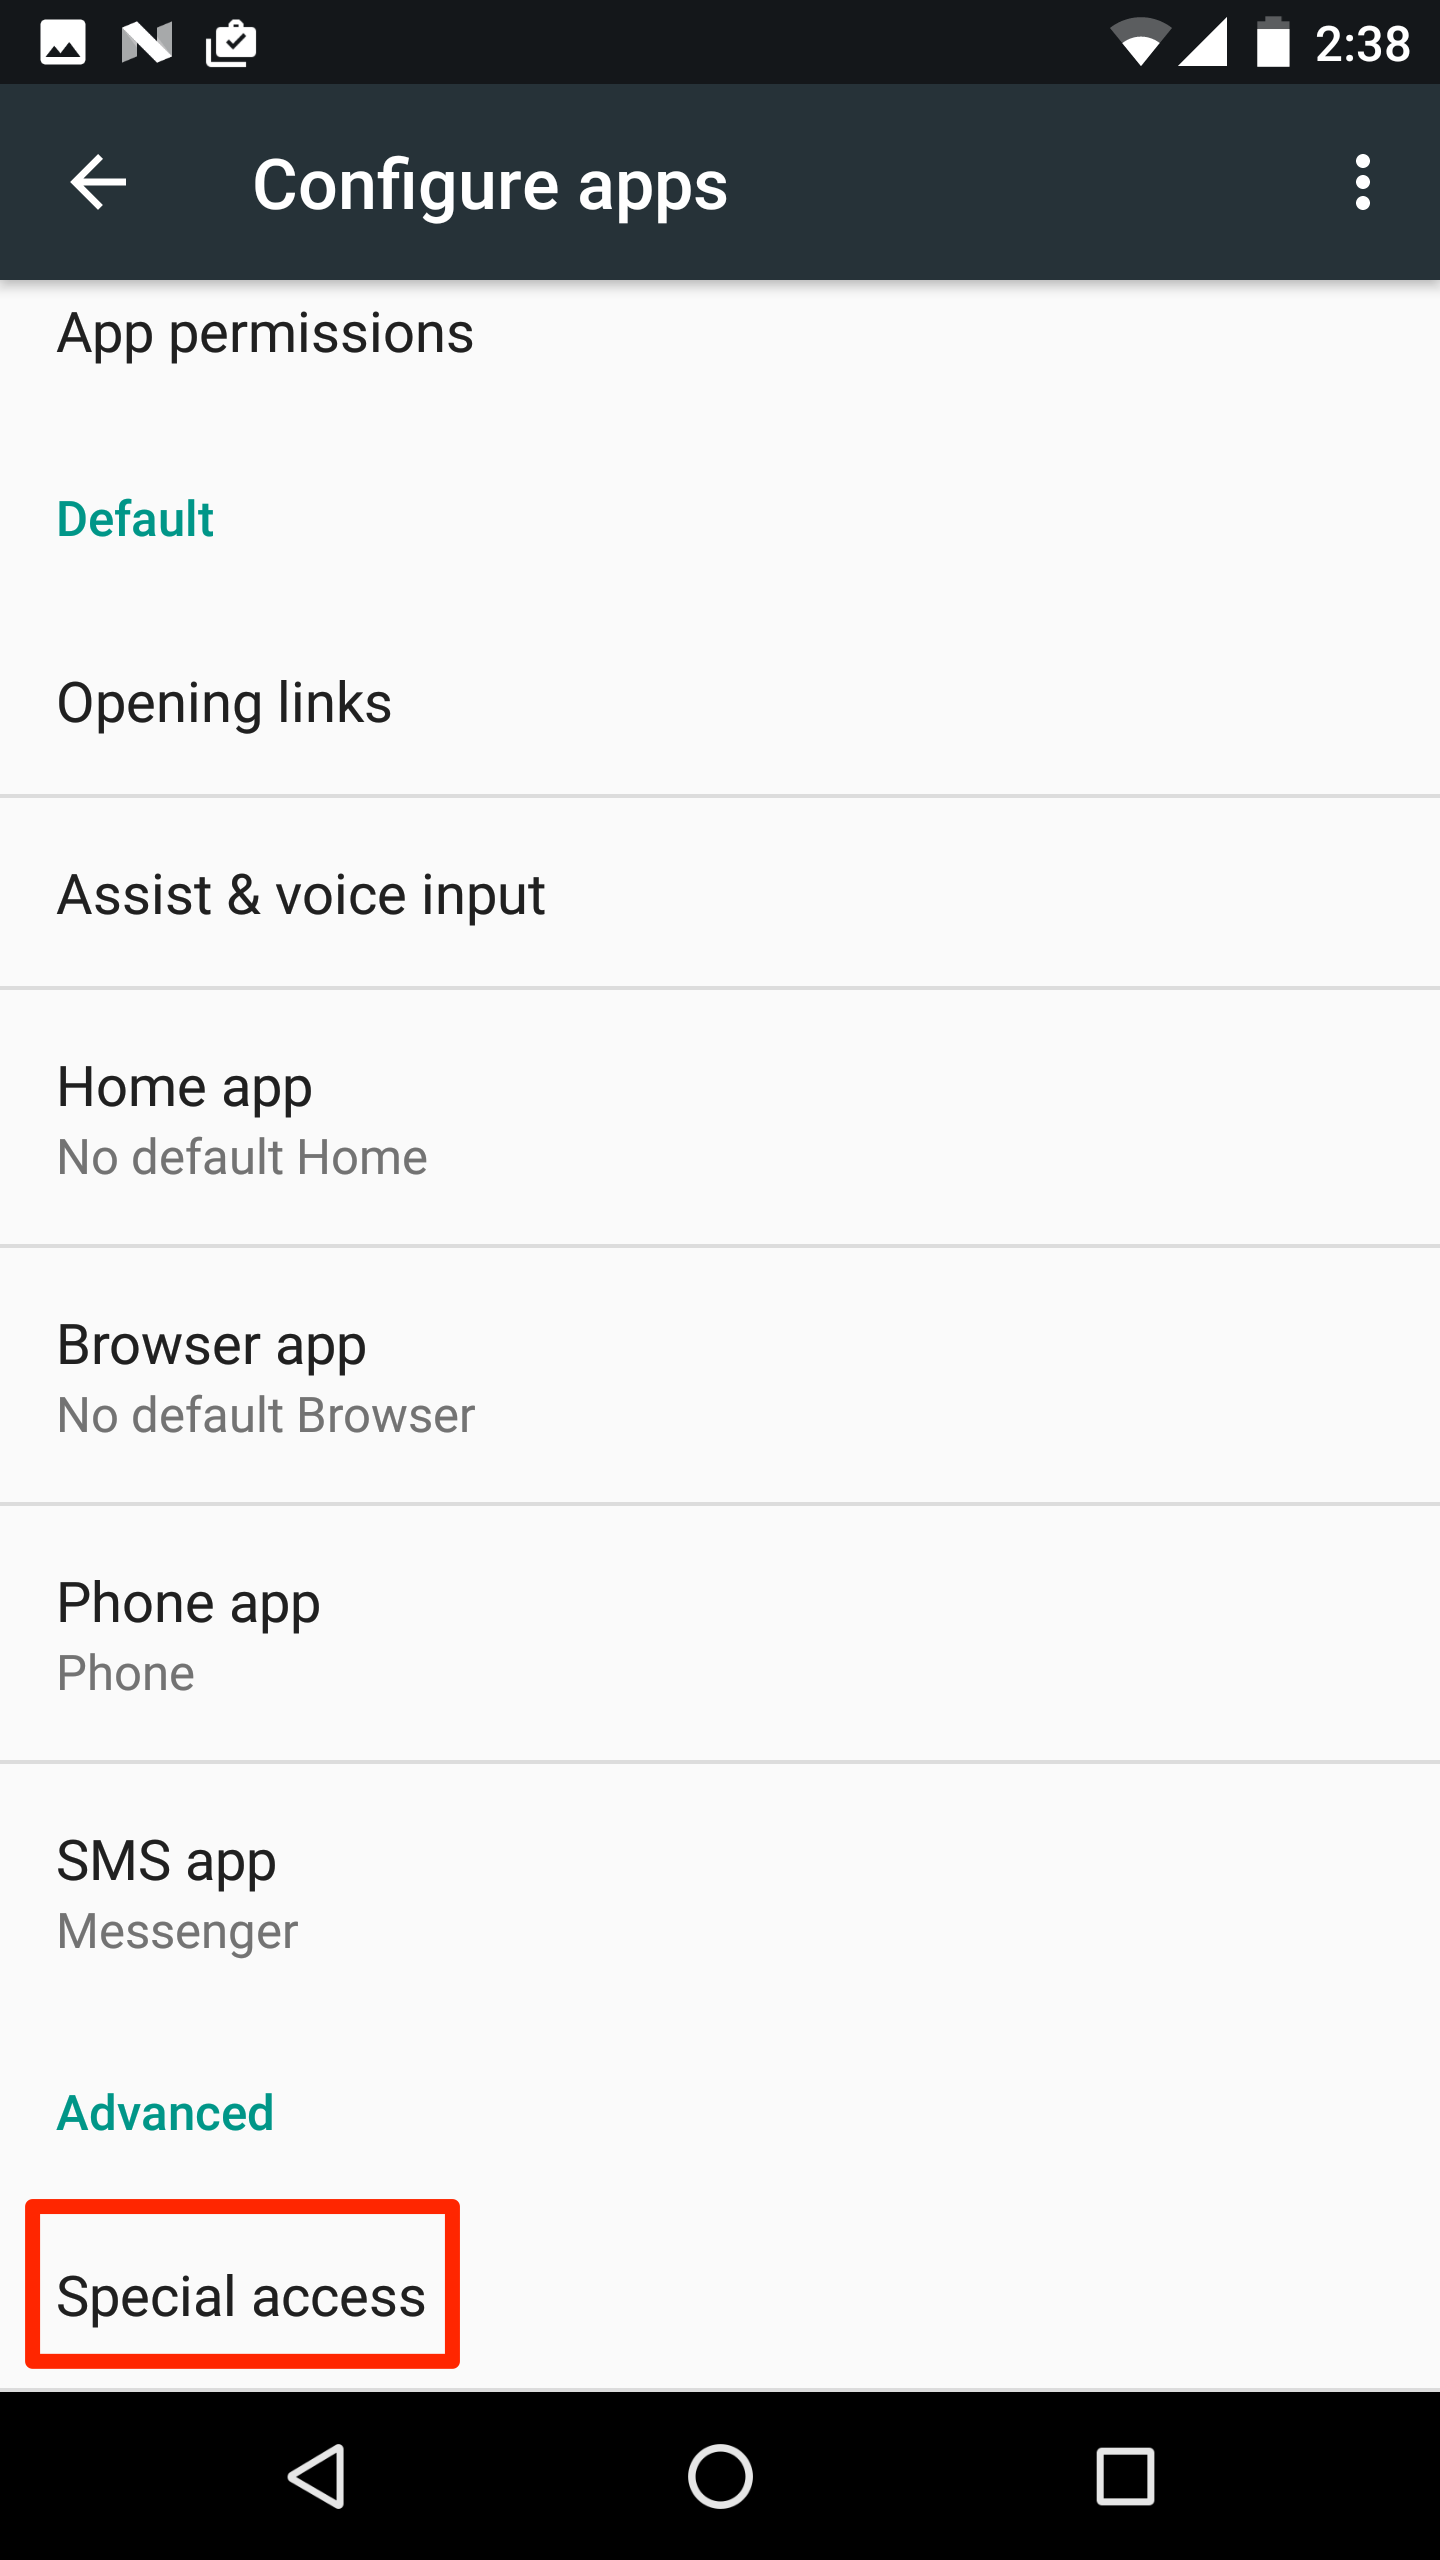 2:38
Configure apps
App permissions
Default
Opening links
Assist & voice input
Home app
No default Home
Browser app
No default Browser
Phone app
Phone
SMS app
Messenger
Advanced
Special access